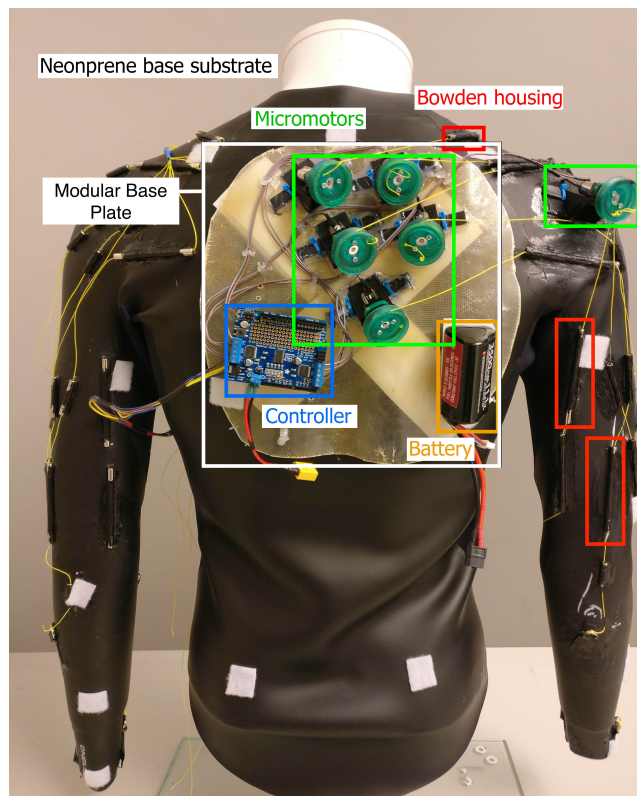 Neonprene base substrate
Bowden housing
Micromotors
Modular Base
Plate
Controller
Battery